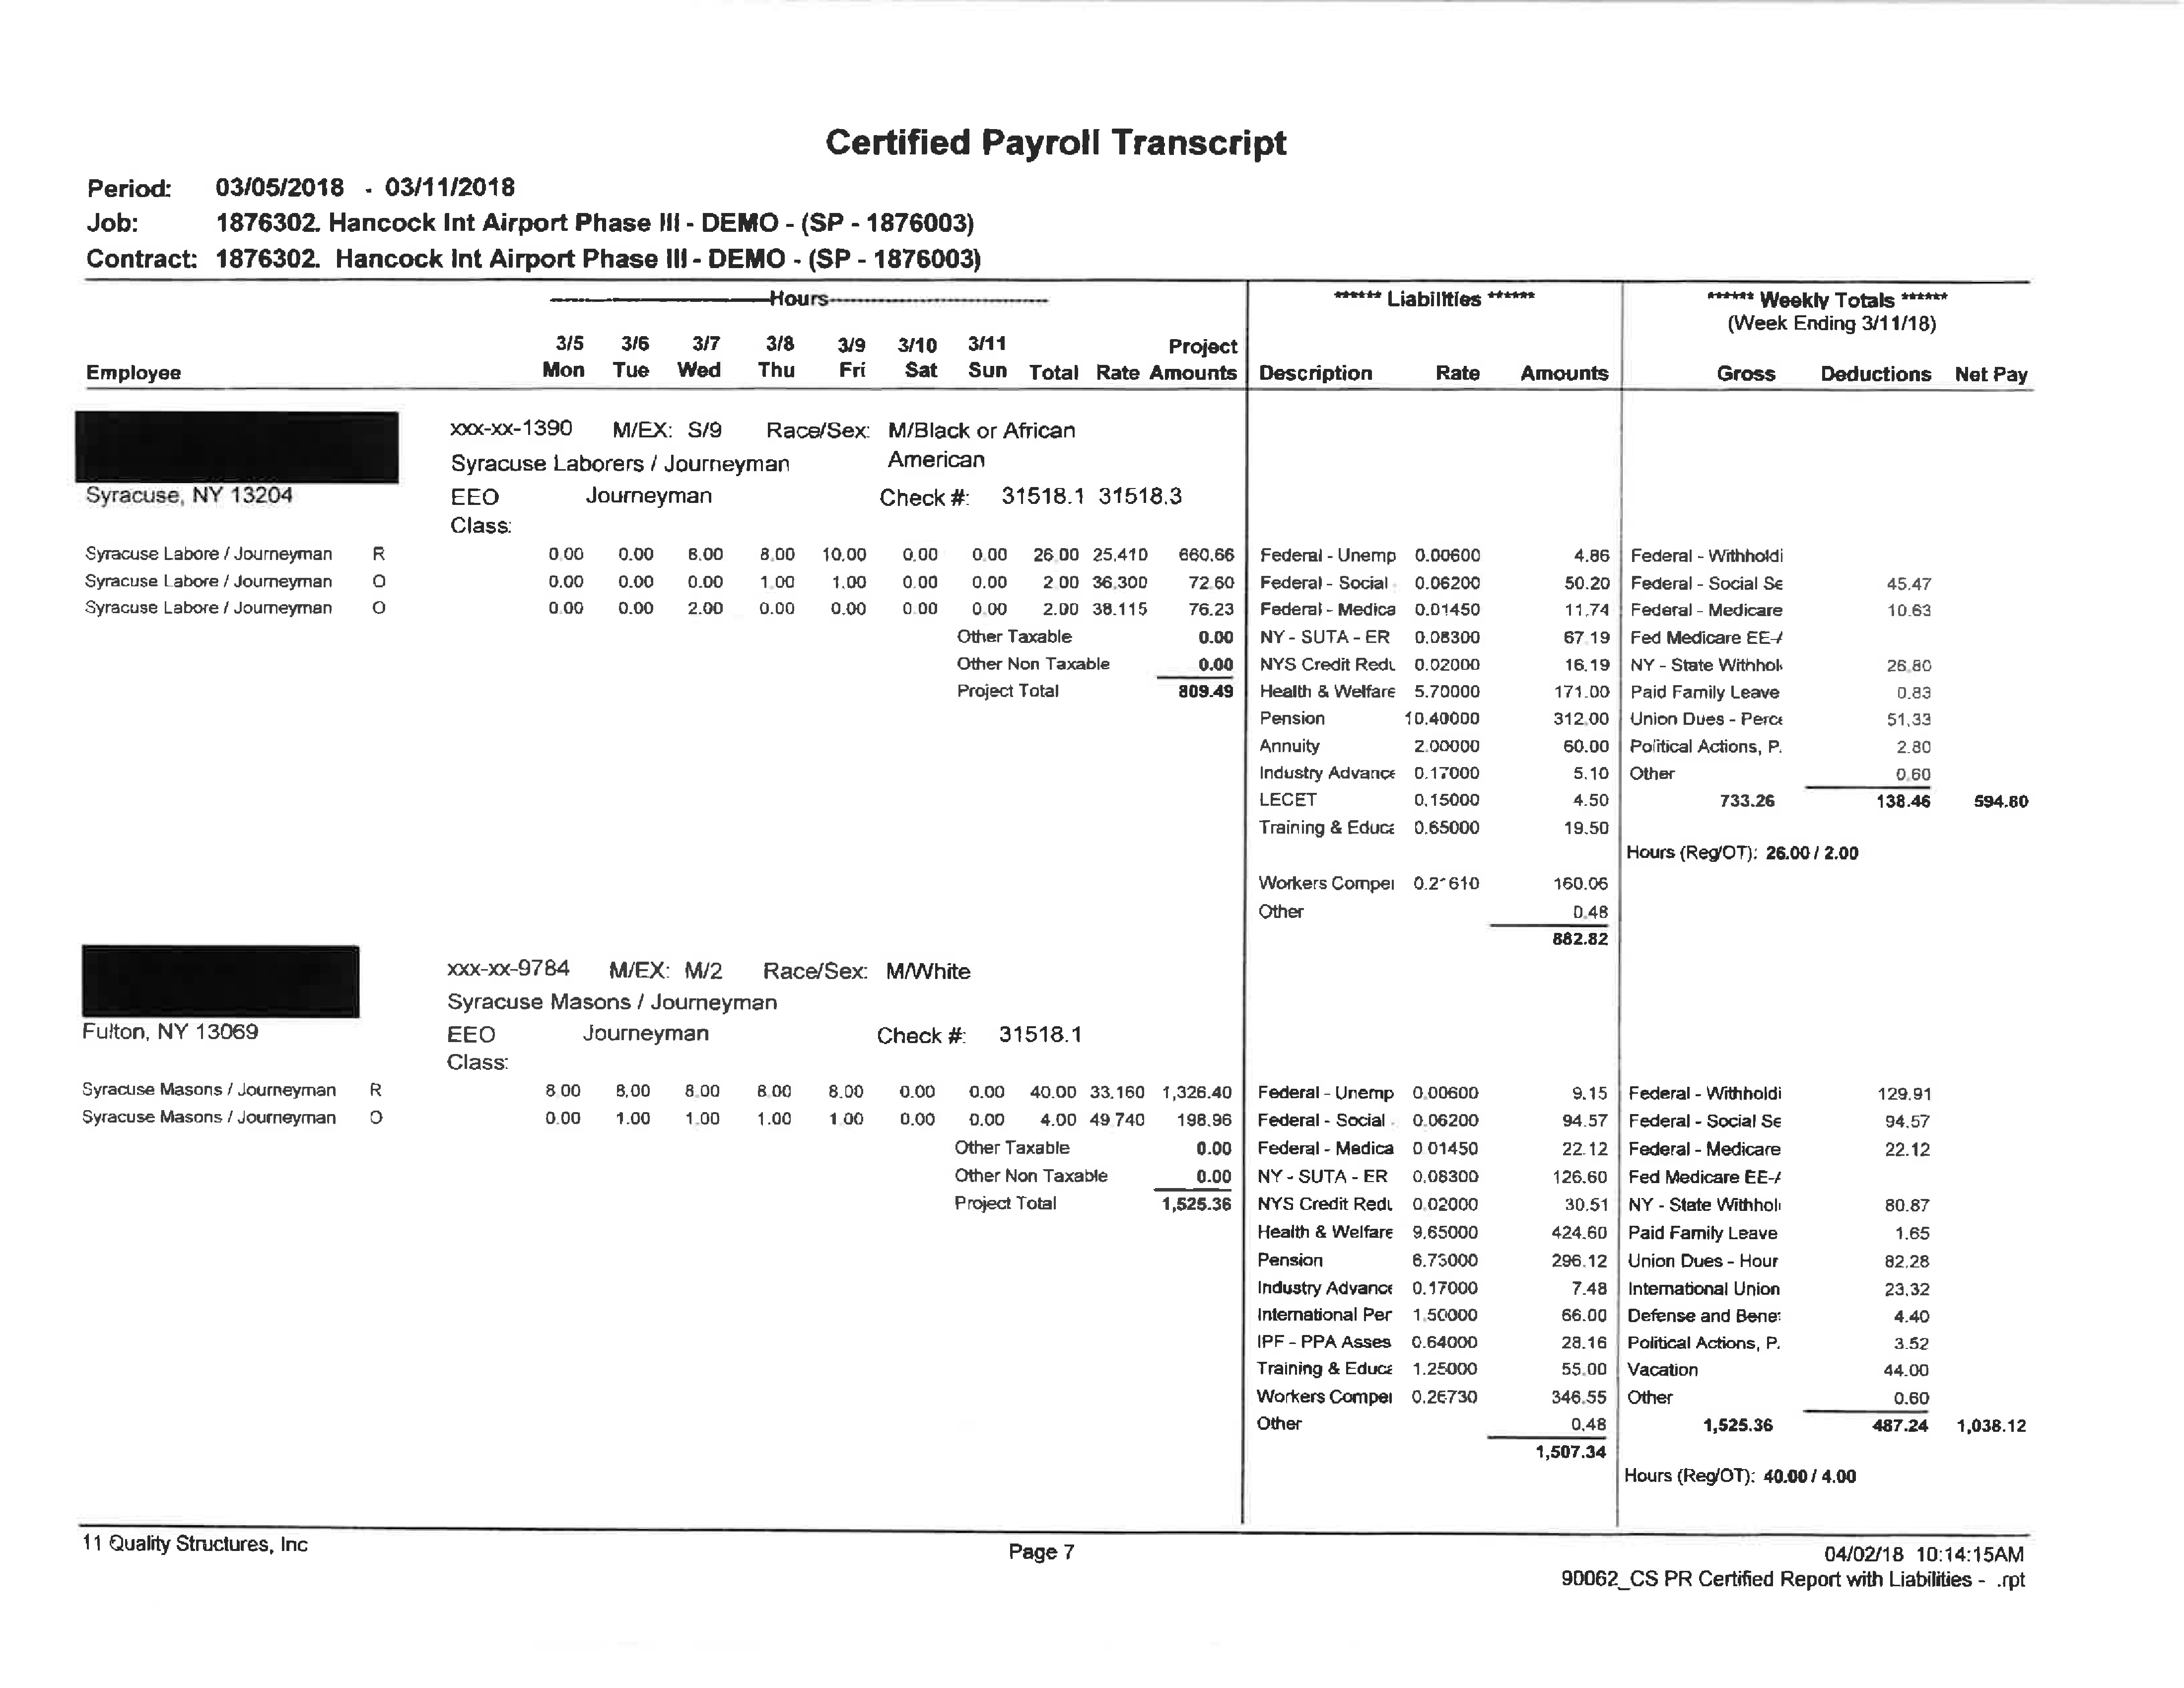 Certified Payroll Transcript
Period: 03/05/2018 - 03/11/2018
Job: 1876302. Hancock Int Airport Phase III - DEMO - (SP - 1876003)
Contract: 1876302. Hancock Int Airport Phase III - DEMO - (SP - 1876003)
Hours ****** Liabilities ****** ****** Weekly Totals ******
(Week Ending 3/11/18)
3/5 3/6 3/7 3/8 3/9 3/10 3/11 Project
Employee Mon Tue Wed Thu Fri Sat Sun Total Rate Amounts Description Rate Amounts Gross Deductions Net Pay
xxx-xx-1390 M/EX: S/9 Race/Sex: M/Black or African
Syracuse Laborers / Journeyman American
Syracuse, NY 13204 EEO Journeyman Check #: 31518.1 31518.3
Class:
Syracuse Labore / Journeyman R 0.00 0.00 8.00 8.00 10.00 0.00 0.00 26.00 25.410 660.66 Federal - Unemp 0.00600 4.86 Federal - Withholdi
Syracuse Labore / Journeyman O 0.00 0.00 0.00 1.00 1.00 0.00 0.00 2.00 36.300 72.60 Federal - Social 0.06200 50.20 Federal - Social Se 45.47
Syracuse Labore / Journeyman O 0.00 0.00 2.00 0.00 0.00 0.00 0.00 2.00 38.115 76.23 Federal - Medica 0.01450 11.74 Federal - Medicare 10.63
Other Taxable 0.00 NY - SUTA - ER 0.08300 67.19 Fed Medicare EE-/
Other Non Taxable 0.00 NYS Credit Redu 0.02000 16.19 NY - State Withhol 26.80
Project Total 809.49 Health & Welfare 5.70000 171.00 Paid Family Leave 0.83
Pension 10.40000 312.00 Union Dues - Perce 51.33
Annuity 2.00000 60.00 Political Actions, P. 2.80
Industry Advance 0.17000 5.10 Other 0.60
LECET 0.15000 4.50 733.26 138.46 594.80
Training & Educa 0.65000 19.50
Hours (Reg/OT): 26.00 / 2.00
Workers Compe 0.21610 160.06
Other 0.48
882.82
xxx-xx-9784 M/EX: M/2 Race/Sex: M/White
Syracuse Masons / Journeyman
Fulton, NY 13069 EEO Journeyman Check #: 31518.1
Class:
Syracuse Masons / Journeyman R 8.00 8.00 8.00 8.00 8.00 0.00 0.00 40.00 33.160 1,326.40 Federal - Unemp 0.00600 9.15 Federal - Withholdi 129.91
Syracuse Masons / Journeyman O 0.00 1.00 1.00 1.00 1.00 0.00 0.00 4.00 49.740 198.96 Federal - Social 0.06200 94.57 Federal - Social Se 94.57
Other Taxable 0.00 Federal - Medica 0.01450 22.12 Federal - Medicare 22.12
Other Non Taxable 0.00 NY - SUTA - ER 0.08300 126.60 Fed Medicare EE-/
Project Total 1,525.36 NYS Credit Redu 0.02000 30.51 NY - State Withhol 80.87
Health & Welfare 9.65000 424.60 Paid Family Leave 1.65
Pension 6.73000 296.12 Union Dues - Hour 82.28
Industry Advance 0.17000 7.48 International Union 23.32
International Per 1.50000 66.00 Defense and Bene 4.40
IPF - PPA Asses 0.64000 28.16 Political Actions, P. 3.52
Training & Educa 1.25000 55.00 Vacation 44.00
Workers Compe 0.26730 346.55 Other 0.60
Other 0.48 1,525.36 487.24 1,038.12
1,507.34
Hours (Reg/OT): 40.00 / 4.00
11 Quality Structures, Inc Page 7 04/02/18 10:14:15AM
90062_CS PR Certified Report with Liabilities - .rpt